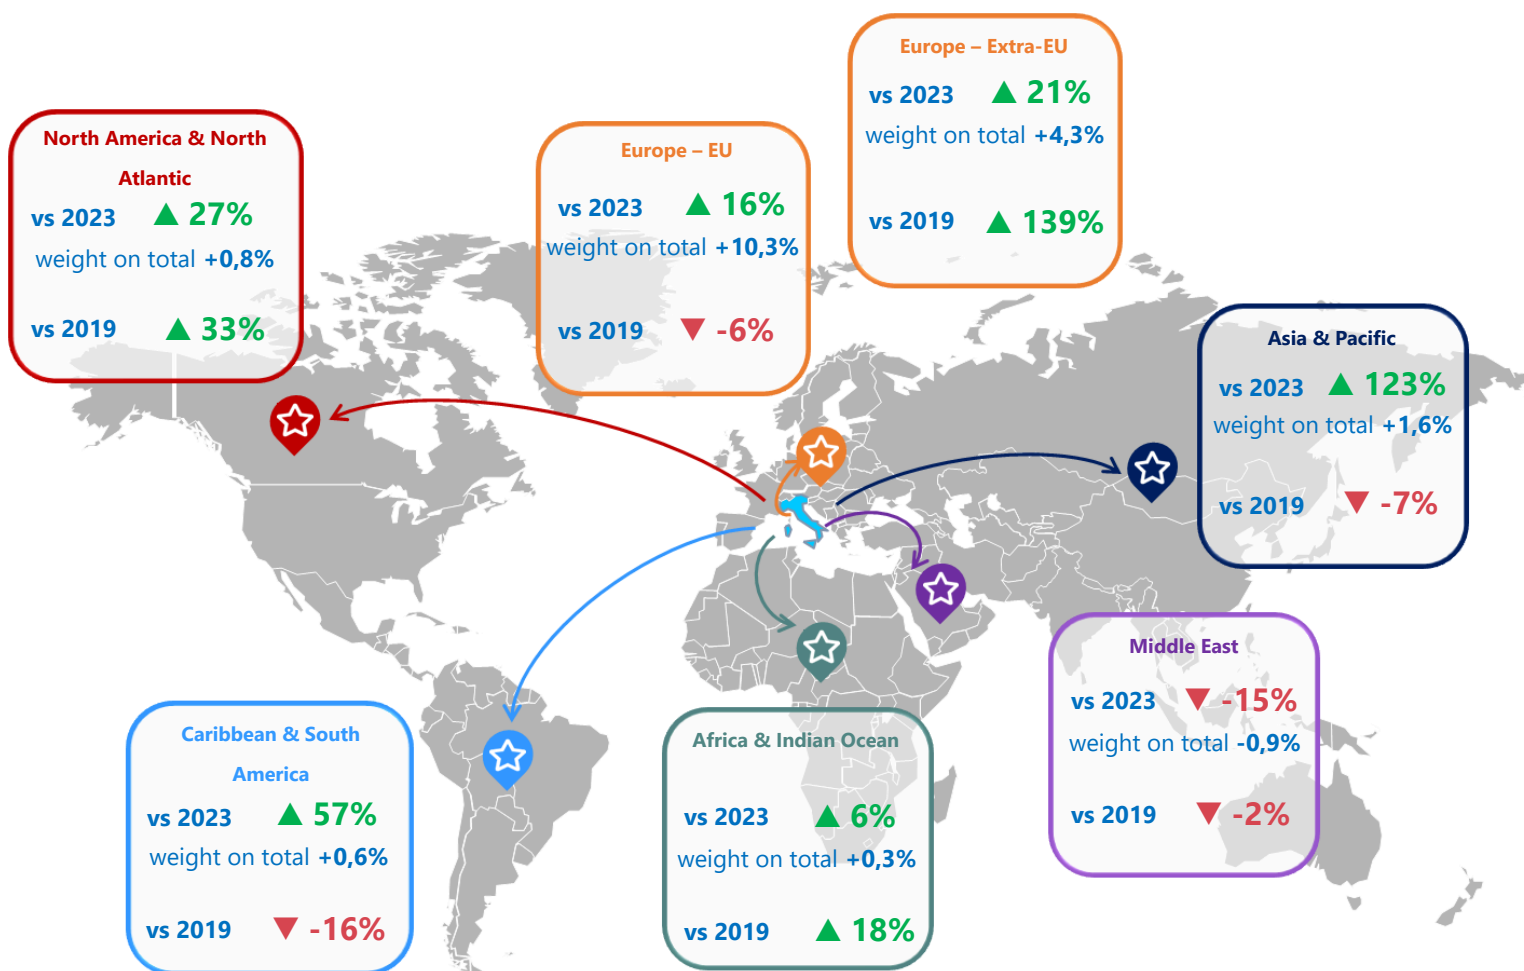 Europe – Extra-EU
vs 2023 ▲ 21%
weight on total +4,3%
vs 2019 ▲ 139%
North America & North
Atlantic
vs 2023 ▲ 27%
weight on total +0,8%
vs 2019 ▲ 33%
Europe – EU
vs 2023 ▲ 16%
weight on total +10,3%
vs 2019 ▼ -6%
Asia & Pacific
vs 2023 ▲ 123%
weight on total +1,6%
vs 2019 ▼ -7%
Middle East
vs 2023 ▼ -15%
weight on total -0,9%
vs 2019 ▼ -2%
Caribbean & South
America
vs 2023 ▲ 57%
weight on total +0,6%
vs 2019 ▼ -16%
Africa & Indian Ocean
vs 2023 ▲ 6%
weight on total +0,3%
vs 2019 ▲ 18%